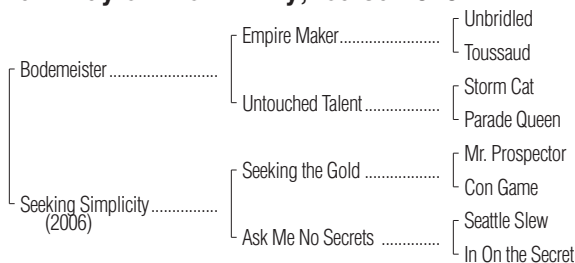 Unbridled
Empire Maker..................
Toussaud
Bodemeister ..........................
Storm Cat
Untouched Talent ..................
Parade Queen
Mr. Prospector
Seeking the Gold ..................
Con Game
Seeking Simplicity ................
(2006)
Seattle Slew
Ask Me No Secrets ..............
In On the Secret